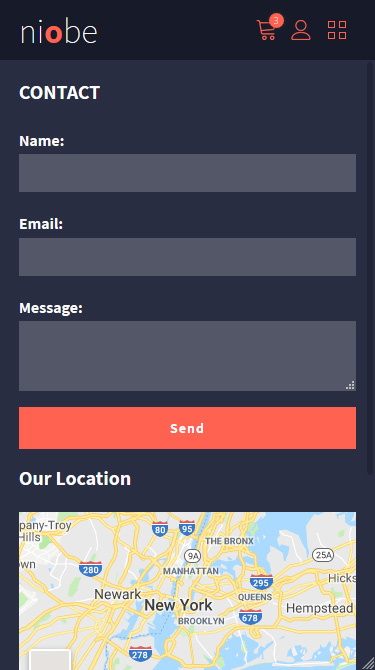 niobe
3
CONTACT
Name:
Email:
Message:
Send
Our Location
pany-Troy
Hills
80
95
THE BRONX
9A
25A
own
MANHATTAN
280
295
Hicks
Newark
QUEENS
New York
Hempstead
BROOKLYN
678
278